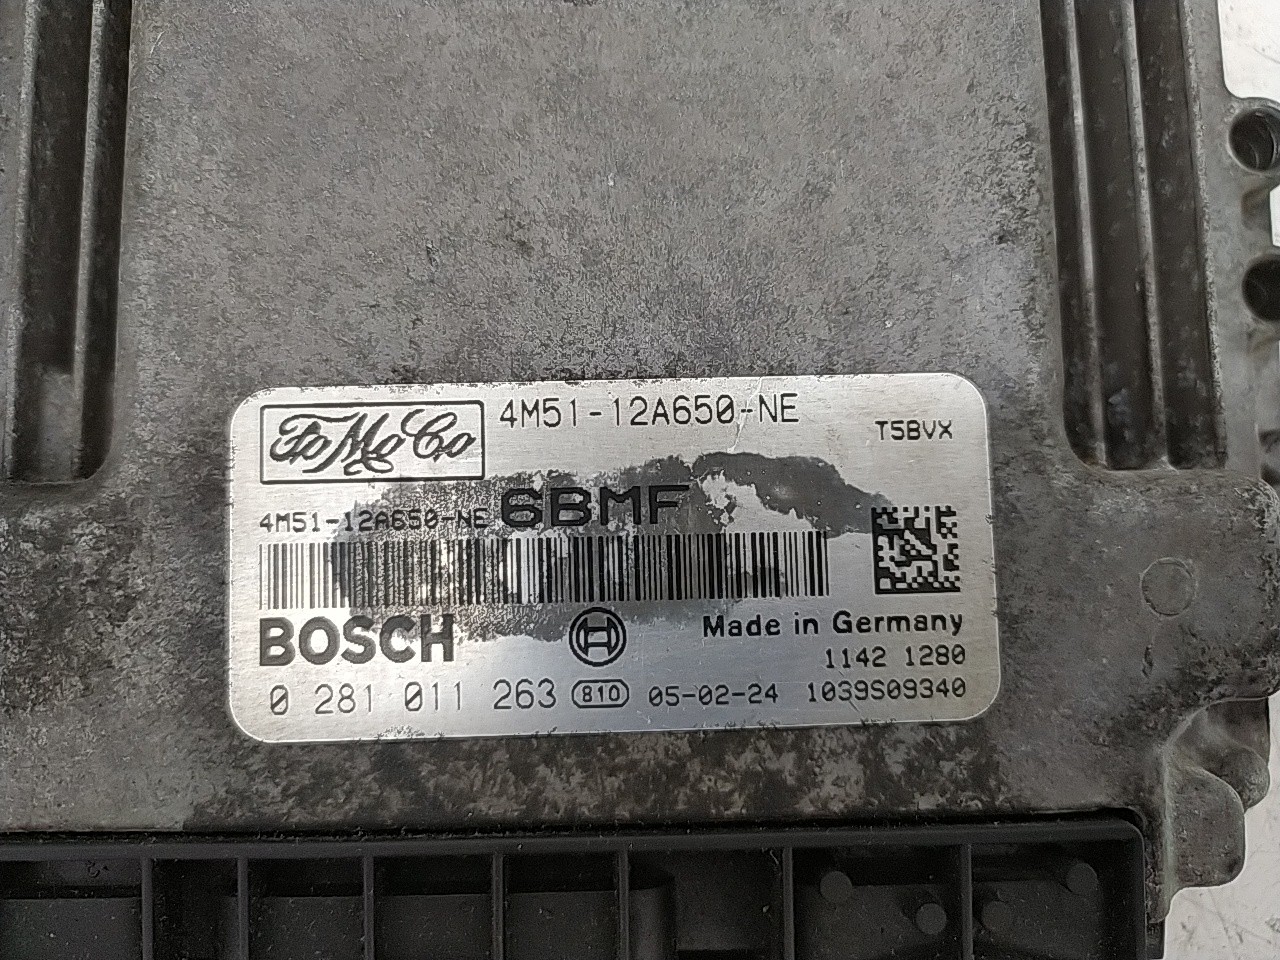 FoMoCo
4M51-12A650-NE
T5BVX
4M51-12A650-NE 6BMF
BOSCH
Made in Germany
1142 1280
0 281 011 263 810 05-02-24 1039S09340